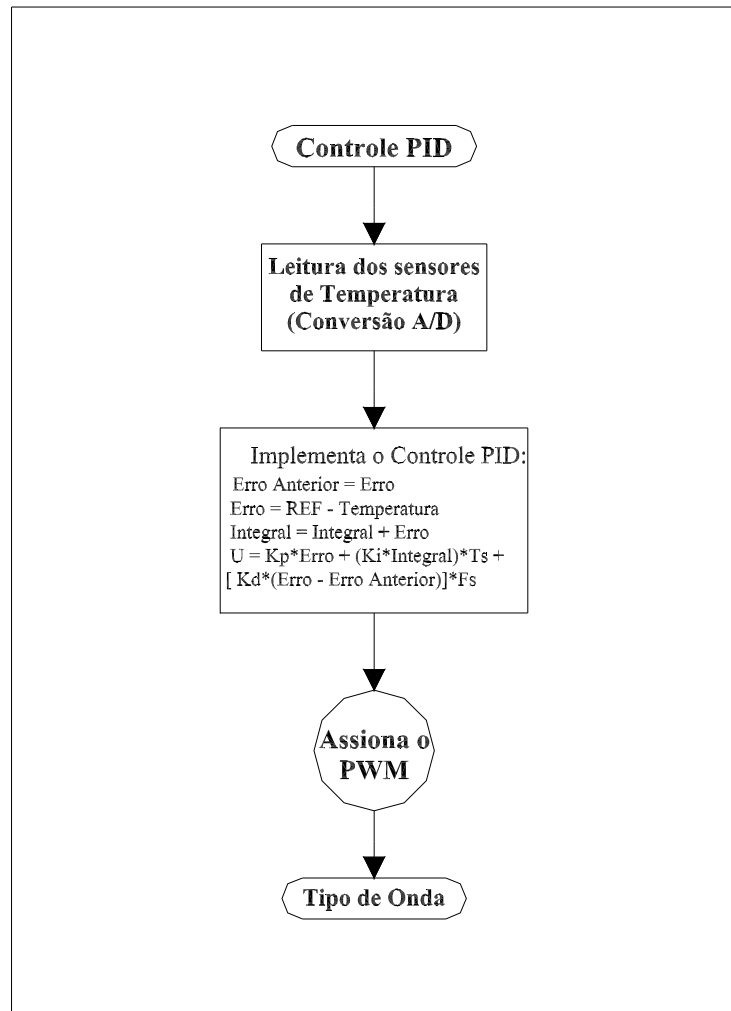 Controle PID
Leitura dos sensores
de Temperatura
(Conversão A/D)
Implementa o Controle PID:
Erro Anterior = Erro
Erro = REF - Temperatura
Integral = Integral + Erro
U = Kp*Erro + (Ki*Integral)*Ts +
[ Kd*(Erro - Erro Anterior)]*Fs
Assiona o
PWM
Tipo de Onda